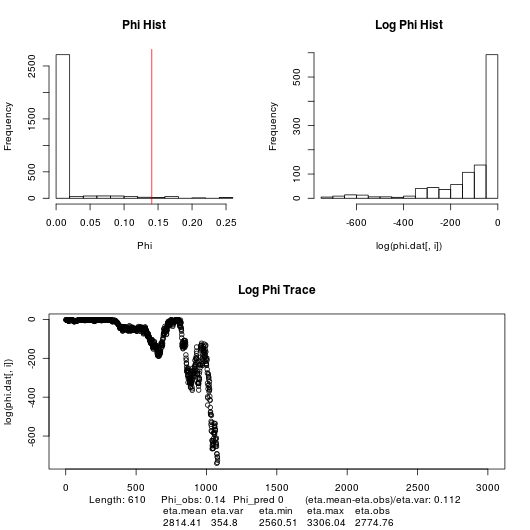 Phi Hist
Log Phi Hist
Frequency
0
500
1500
2500
0.00 0.05 0.10 0.15 0.20 0.25
Phi
Frequency
0
100
300
500
-600 -400 -200 0
log(phi.dat[, i])
Log Phi Trace
log(phi.dat[, i])
0
-200
-400
-600
0 500 1000 1500 2000 2500 3000
Length: 610 Phi_obs: 0.14 Phi_pred 0 (eta.mean-eta.obs)/eta.var: 0.112
eta.mean eta.var eta.min eta.max eta.obs
2814.41 354.8 2560.51 3306.04 2774.76